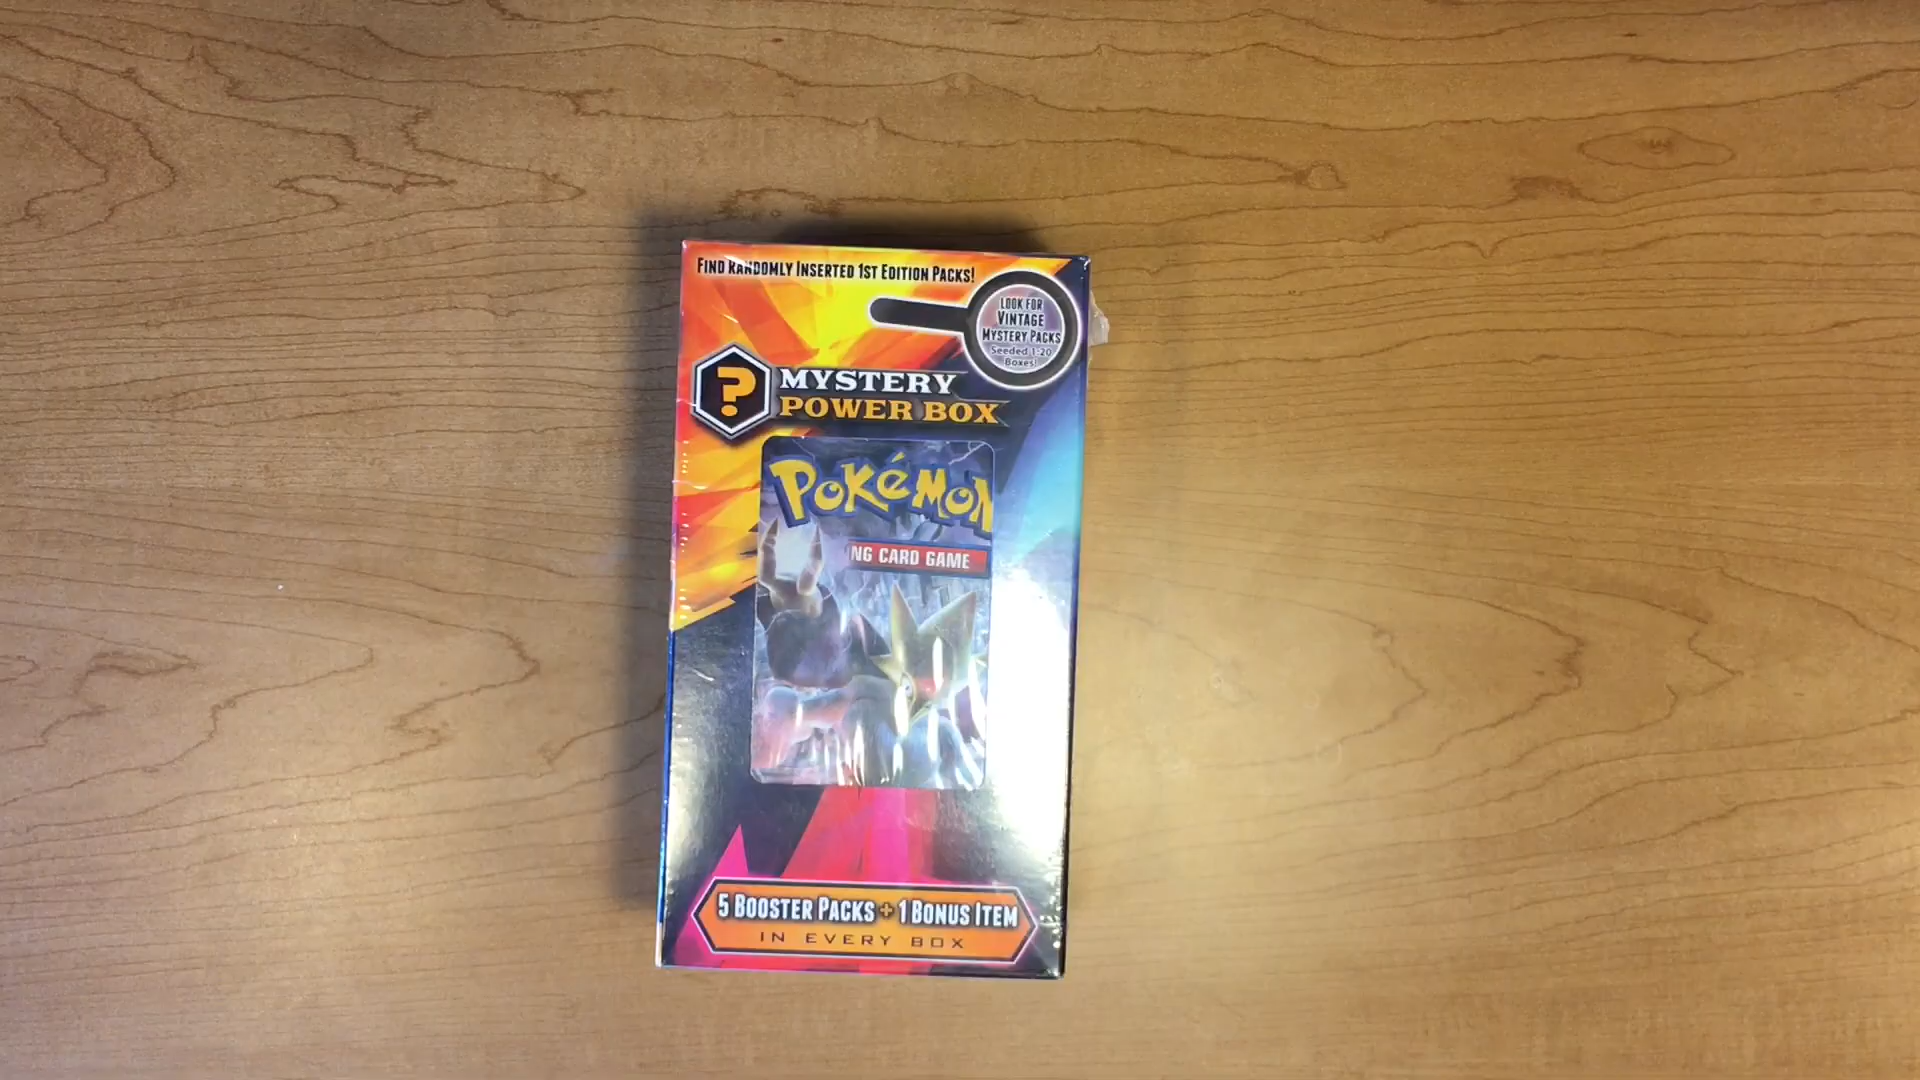 FIND RANDOMLY INSERTED 1ST EDITION PACKS!
LOOK FOR
VINTAGE
MYSTERY PACKS
Seeded 1-20
Boxes!
?
MYSTERY
POWER BOX
POKÉMON
NG CARD GAME
5 BOOSTER PACKS + 1 BONUS ITEM
IN EVERY BOX